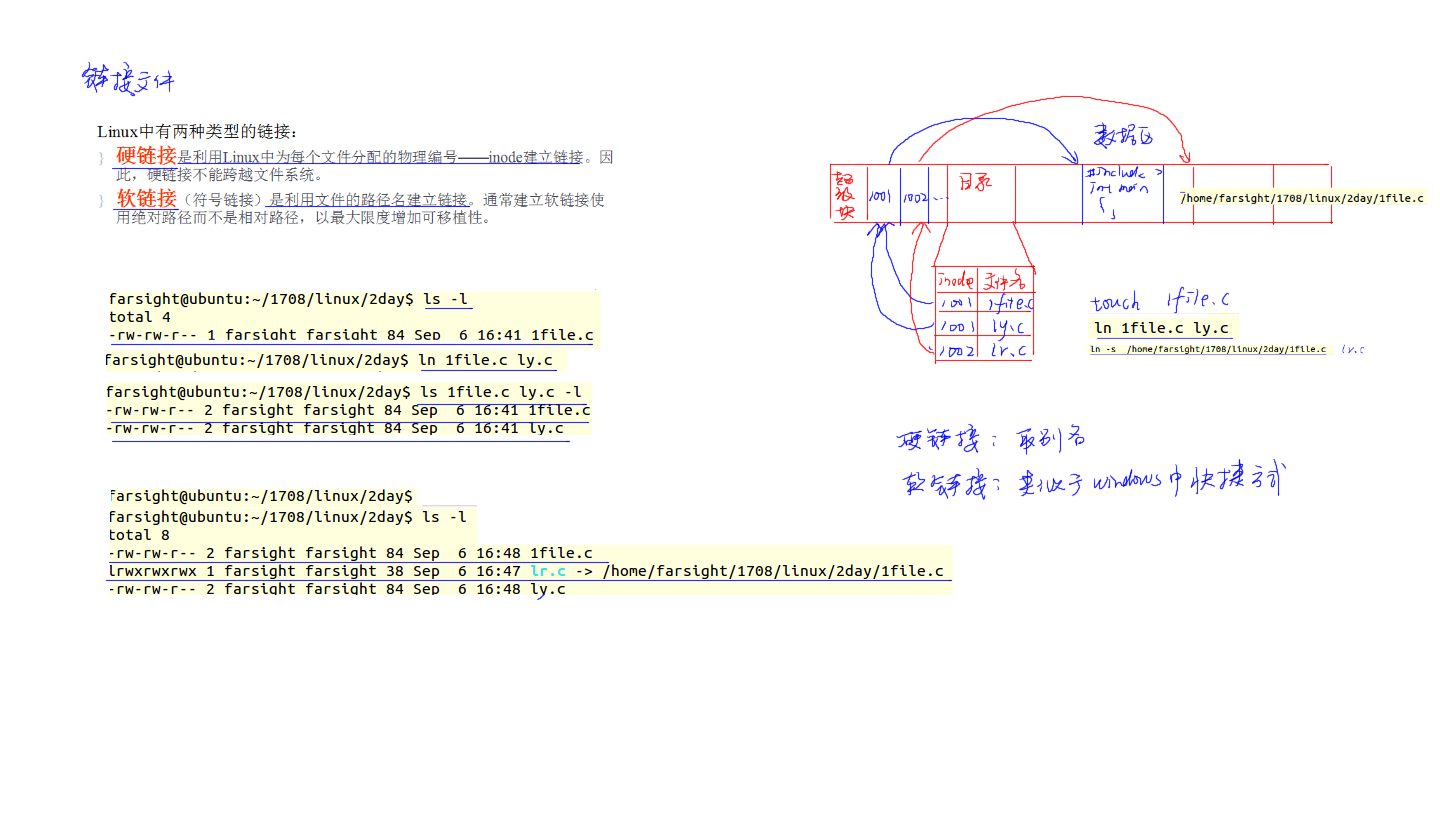 链接文件
Linux中有两种类型的链接：
} 硬链接是利用Linux中为每个文件分配的物理编号——inode建立链接。因
此，硬链接不能跨越文件系统。
} 软链接（符号链接）是利用文件的路径名建立链接。通常建立软链接使
用绝对路径而不是相对路径，以最大限度增加可移植性。
farsight@ubuntu:~/1708/linux/2day$ ls -l
total 4
-rw-rw-r-- 1 farsight farsight 84 Sep  6 16:41 1file.c
farsight@ubuntu:~/1708/linux/2day$ ln 1file.c ly.c
farsight@ubuntu:~/1708/linux/2day$ ls 1file.c ly.c -l
-rw-rw-r-- 2 farsight farsight 84 Sep  6 16:41 1file.c
-rw-rw-r-- 2 farsight farsight 84 Sep  6 16:41 ly.c
farsight@ubuntu:~/1708/linux/2day$
farsight@ubuntu:~/1708/linux/2day$ ls -l
total 8
-rw-rw-r-- 2 farsight farsight 84 Sep  6 16:48 1file.c
lrwxrwxrwx 1 farsight farsight 38 Sep  6 16:47 lr.c -> /home/farsight/1708/linux/2day/1file.c
-rw-rw-r-- 2 farsight farsight 84 Sep  6 16:48 ly.c
数据区
超级块 1001 1002 ... 目录
#include >
int main
{
}
/home/farsight/1708/linux/2day/1file.c
inode 文件名
1001 1file.c
1001 ly.c
1002 lr.c
touch 1file.c
ln 1file.c ly.c
ln -s /home/farsight/1708/linux/2day/1file.c lr.c
硬链接：取别名
软链接：类似于windows中快捷方式